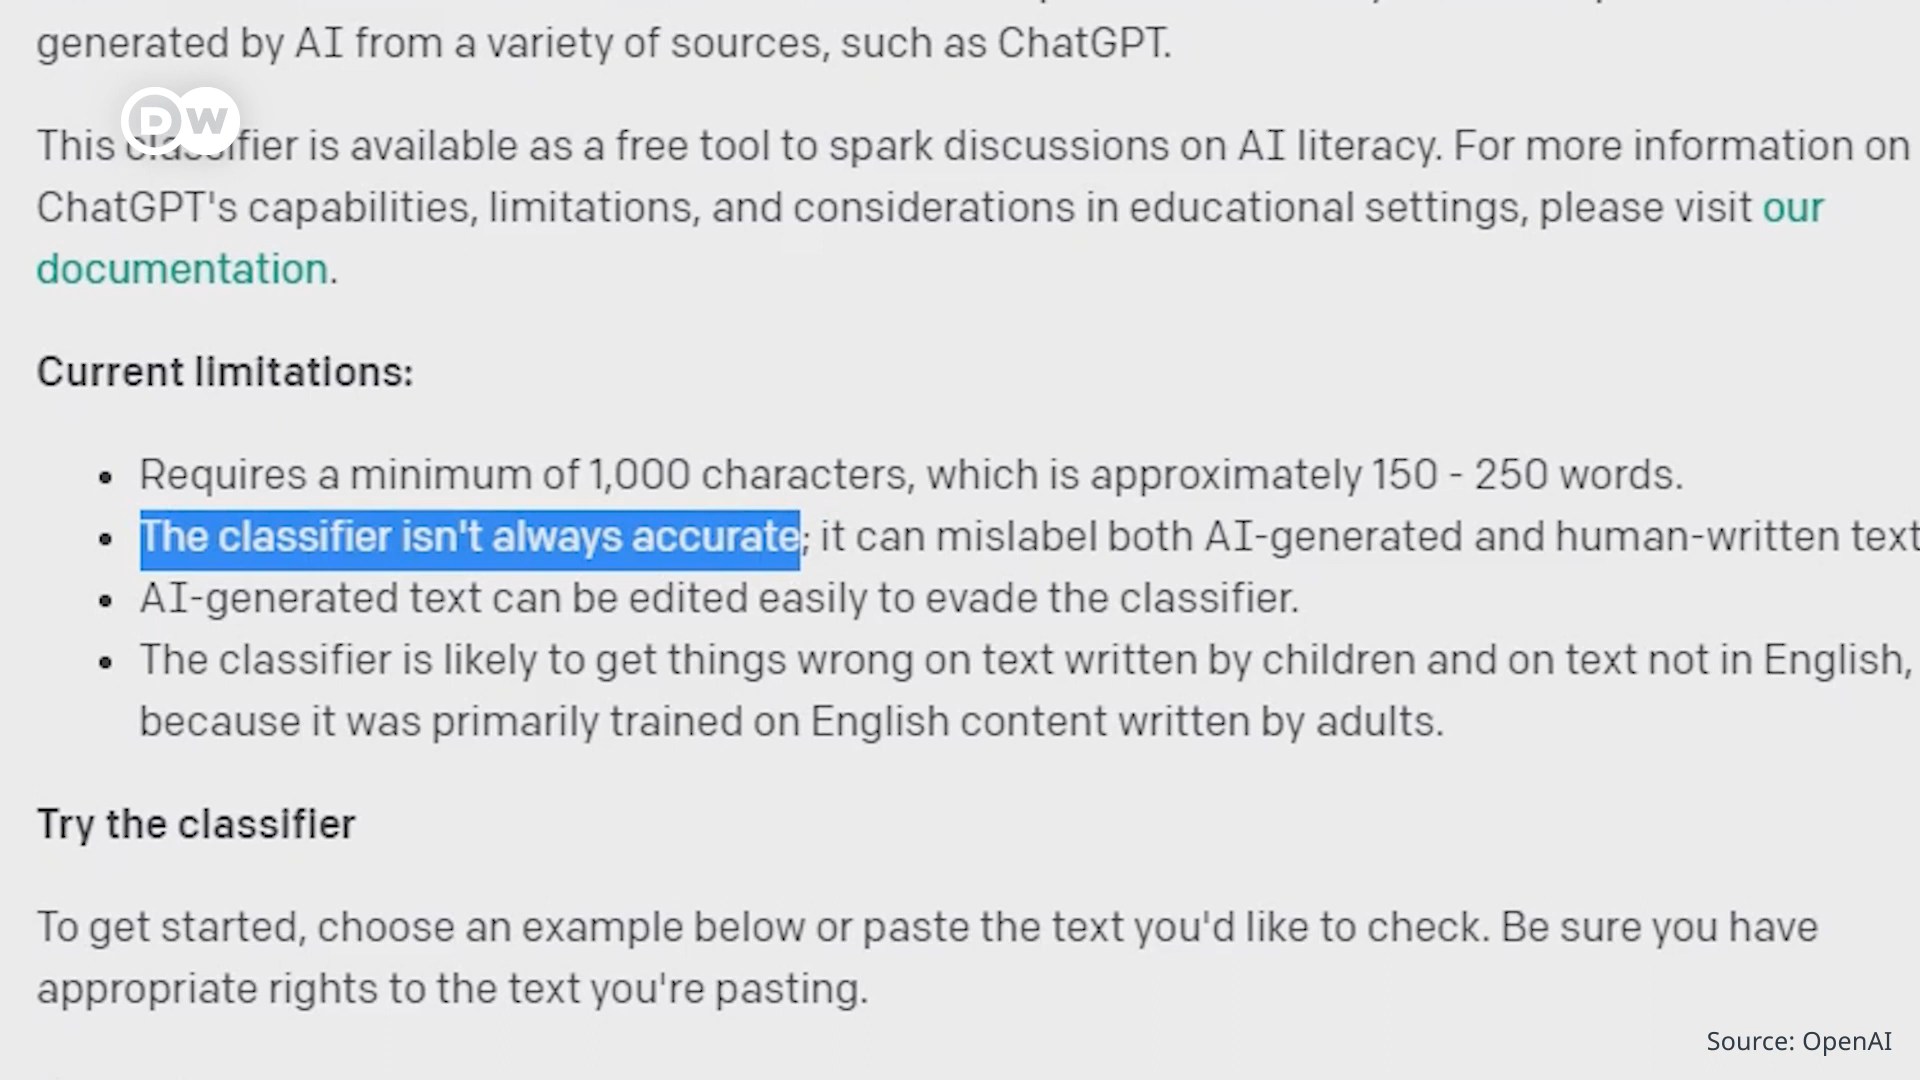 generated by AI from a variety of sources, such as ChatGPT.
DW
This classifier is available as a free tool to spark discussions on AI literacy. For more information on
ChatGPT's capabilities, limitations, and considerations in educational settings, please visit our
documentation.
Current limitations:
• Requires a minimum of 1,000 characters, which is approximately 150 - 250 words.
• The classifier isn't always accurate; it can mislabel both AI-generated and human-written text
• AI-generated text can be edited easily to evade the classifier.
• The classifier is likely to get things wrong on text written by children and on text not in English,
because it was primarily trained on English content written by adults.
Try the classifier
To get started, choose an example below or paste the text you'd like to check. Be sure you have
appropriate rights to the text you're pasting.
Source: OpenAI